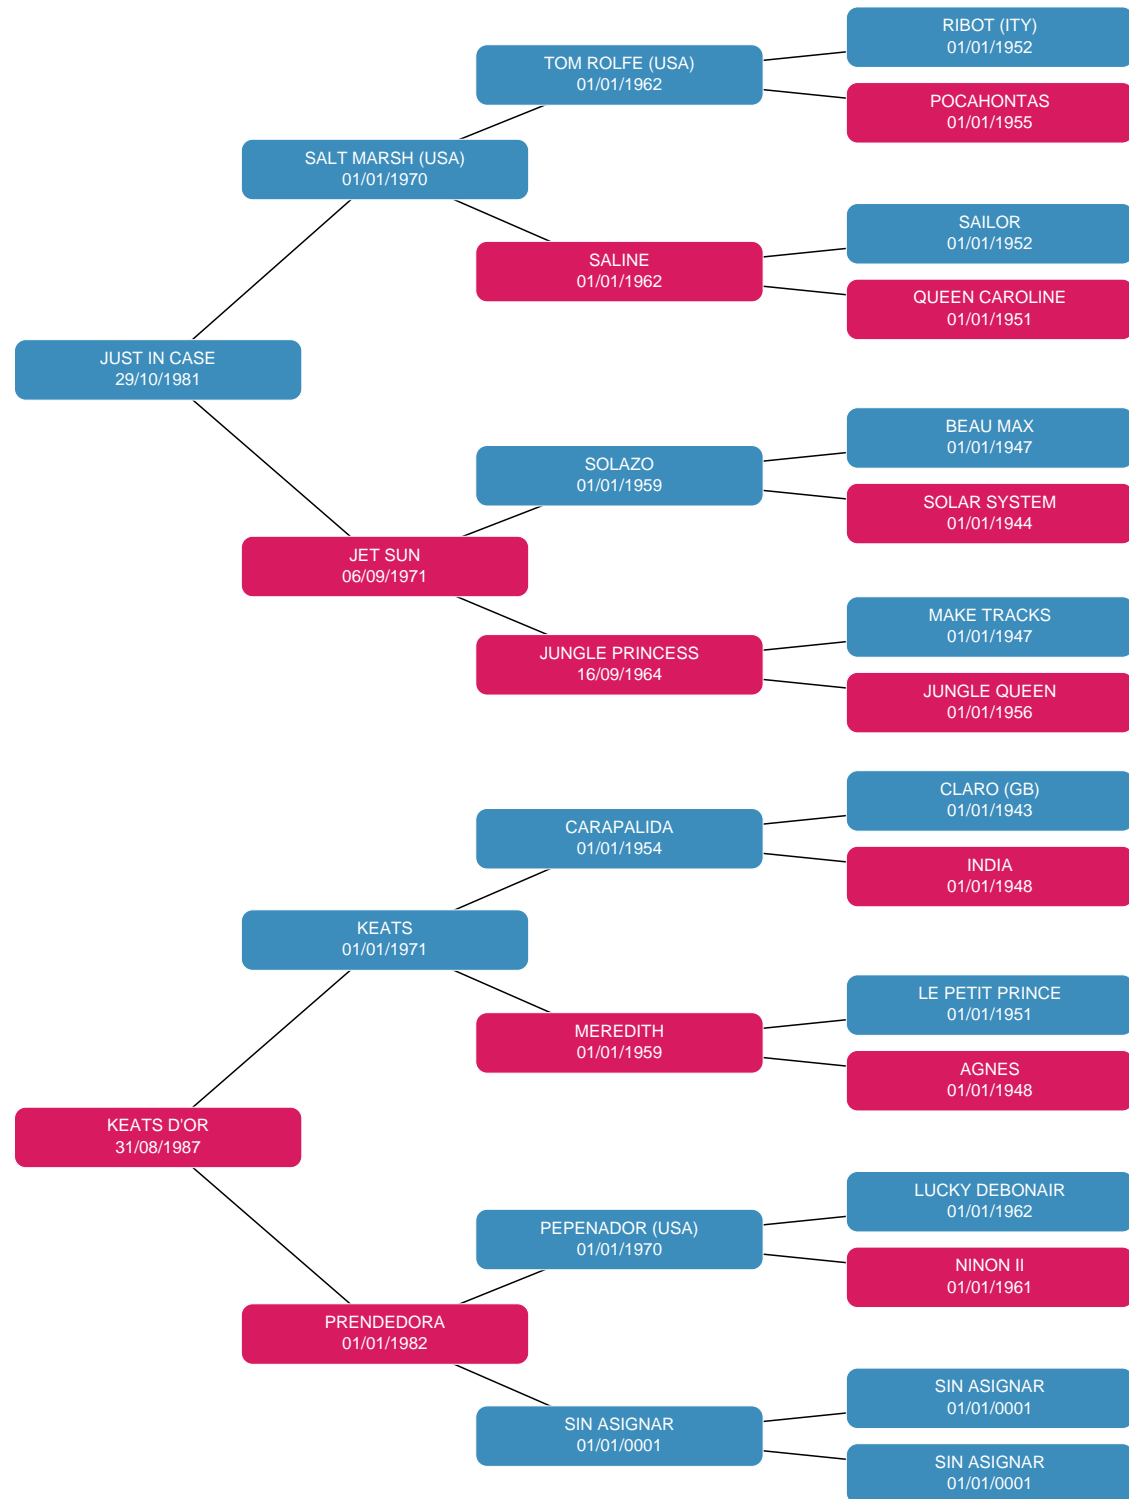 RIBOT (ITY)
01/01/1952
TOM ROLFE (USA)
01/01/1962
POCAHONTAS
01/01/1955
SALT MARSH (USA)
01/01/1970
SAILOR
01/01/1952
SALINE
01/01/1962
QUEEN CAROLINE
01/01/1951
JUST IN CASE
29/10/1981
BEAU MAX
01/01/1947
SOLAZO
01/01/1959
SOLAR SYSTEM
01/01/1944
JET SUN
06/09/1971
MAKE TRACKS
01/01/1947
JUNGLE PRINCESS
16/09/1964
JUNGLE QUEEN
01/01/1956
CLARO (GB)
01/01/1943
CARAPALIDA
01/01/1954
INDIA
01/01/1948
KEATS
01/01/1971
LE PETIT PRINCE
01/01/1951
MEREDITH
01/01/1959
AGNES
01/01/1948
KEATS D'OR
31/08/1987
LUCKY DEBONAIR
01/01/1962
PEPENADOR (USA)
01/01/1970
NINON II
01/01/1961
PRENDEDORA
01/01/1982
SIN ASIGNAR
01/01/0001
SIN ASIGNAR
01/01/0001
SIN ASIGNAR
01/01/0001